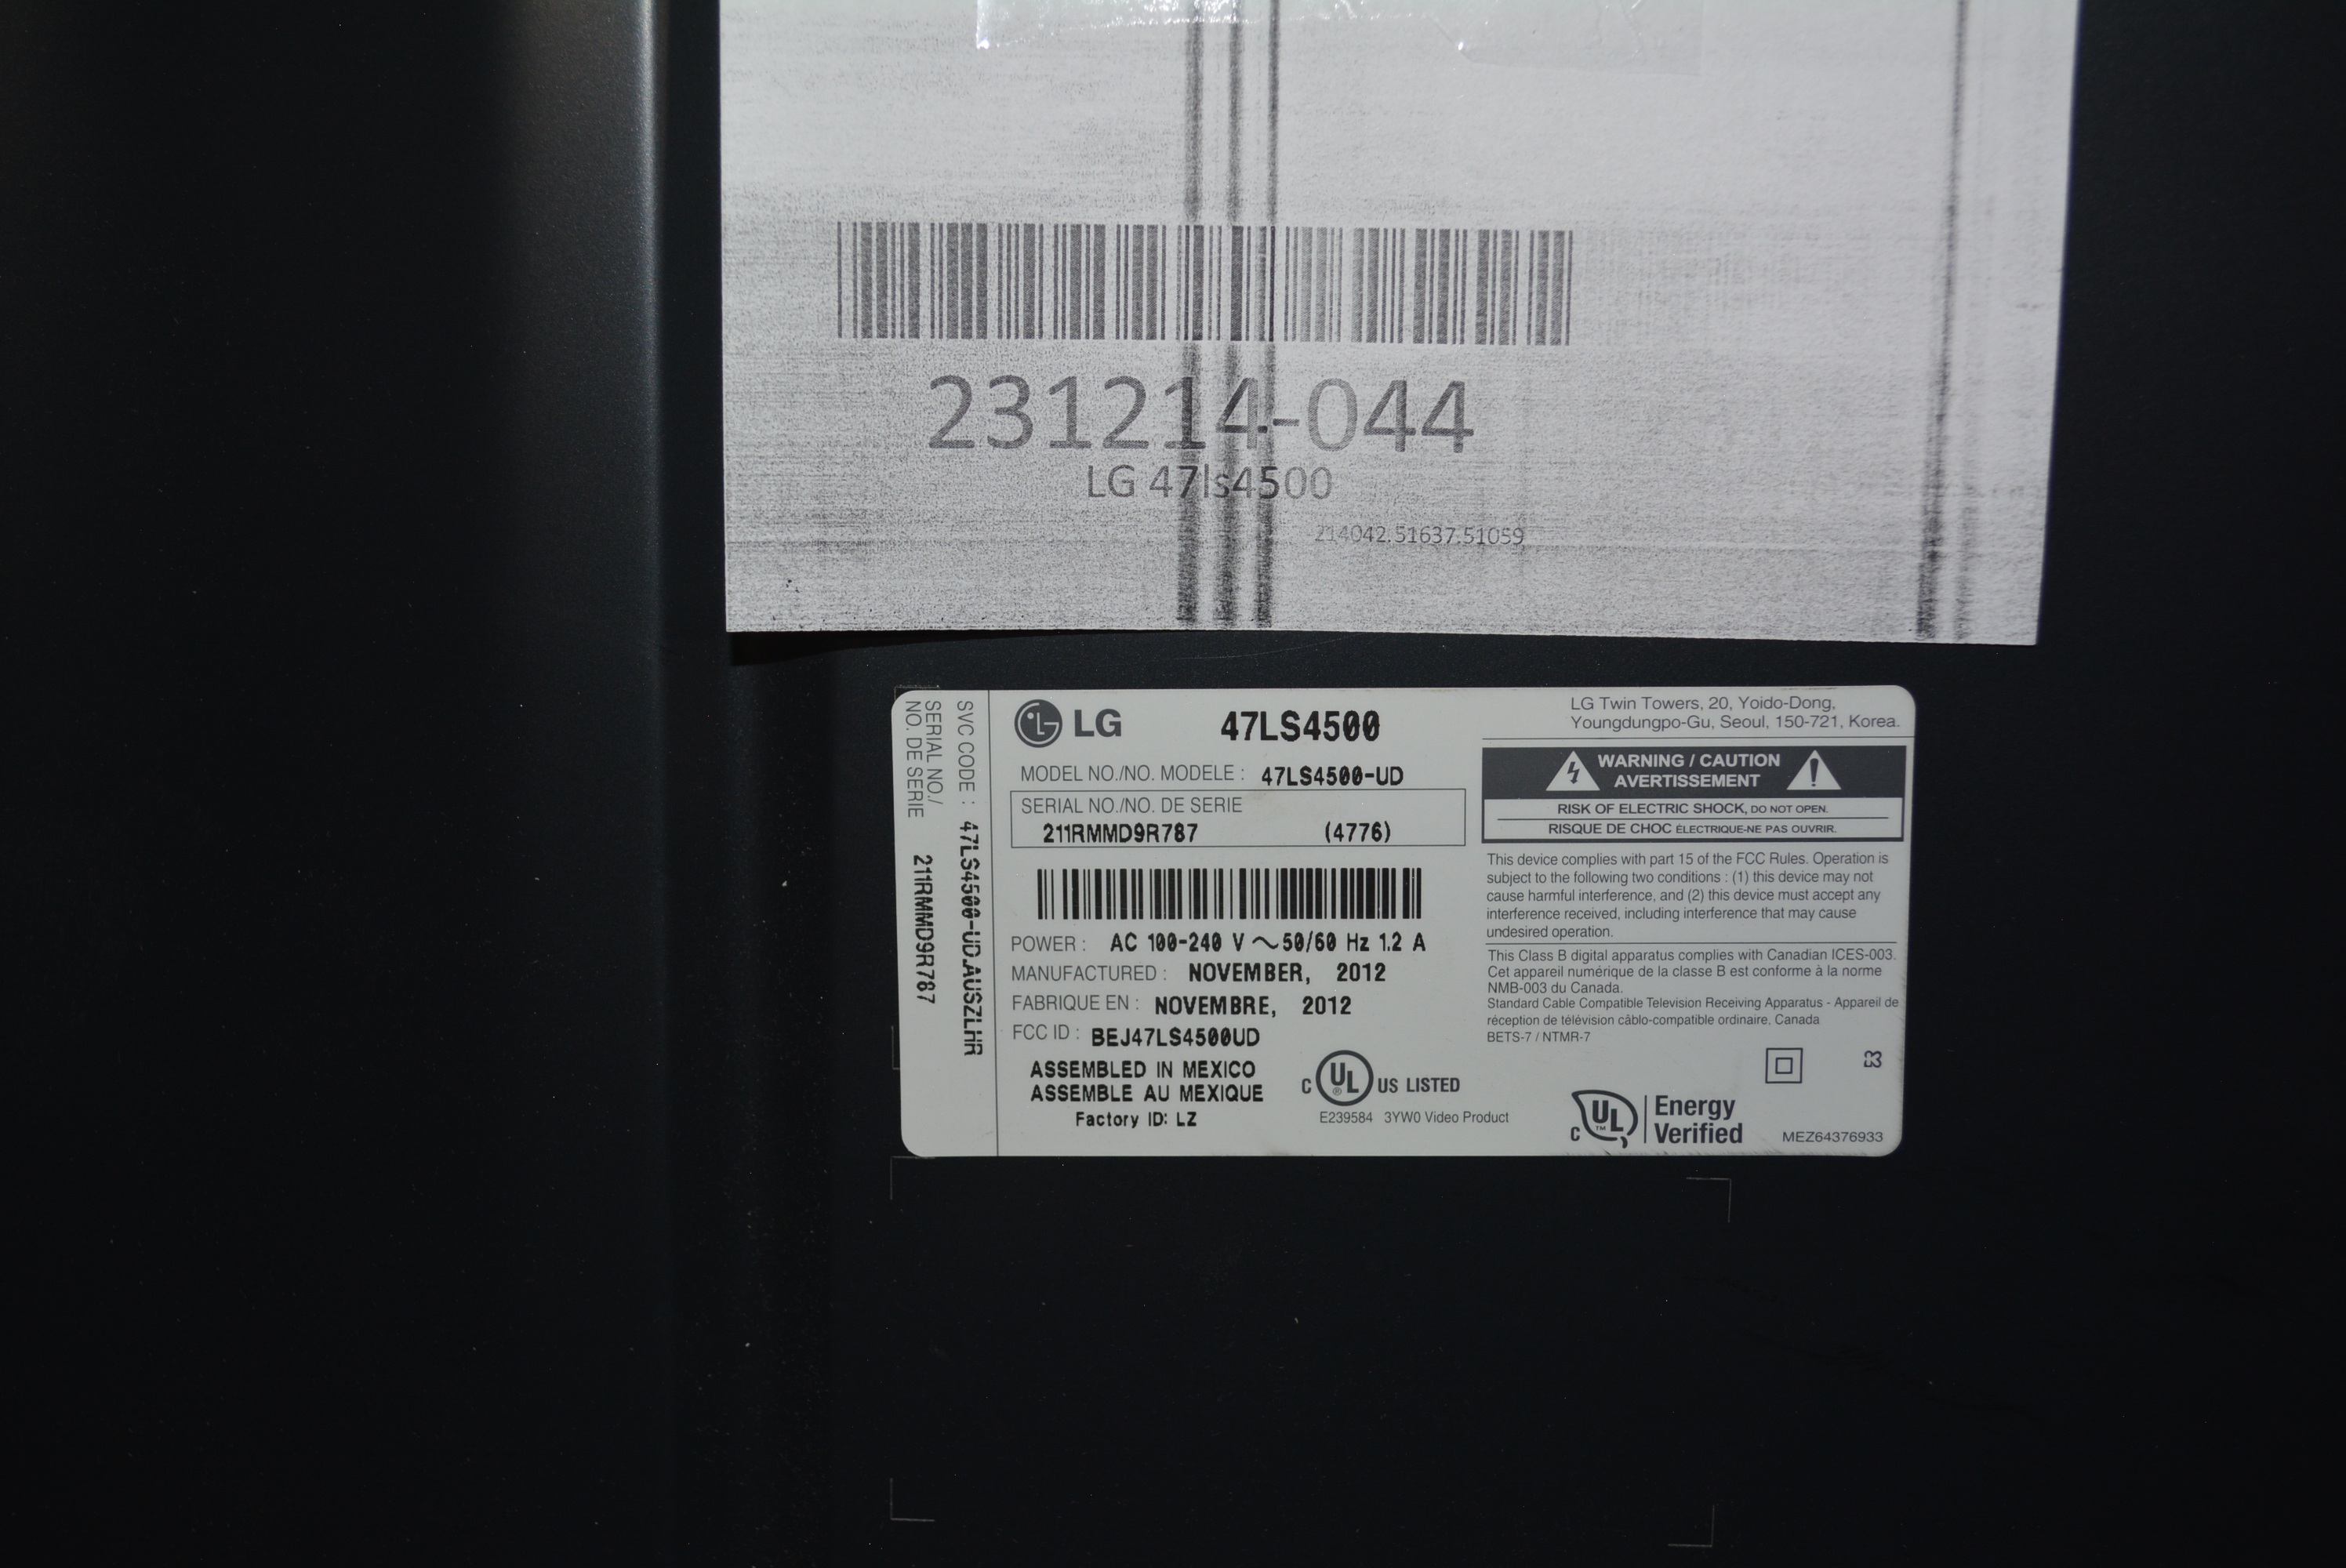 231214-044
LG 47ls4500
214042.51637.51059
SVC CODE : 47LS4500-UD.AUSZLHR
SERIAL NO./
NO. DE SERIE 211RMMD9R787
LG 47LS4500
MODEL NO./NO. MODELE : 47LS4500-UD
SERIAL NO./NO. DE SERIE
211RMMD9R787 (4776)
POWER : AC 100-240 V ~ 50/60 Hz 1.2 A
MANUFACTURED : NOVEMBER, 2012
FABRIQUE EN : NOVEMBRE, 2012
FCC ID : BEJ47LS4500UD
ASSEMBLED IN MEXICO
ASSEMBLE AU MEXIQUE
Factory ID: LZ
C UL ® US LISTED
E239584 3YW0 Video Product
LG Twin Towers, 20, Yoido-Dong,
Youngdungpo-Gu, Seoul, 150-721, Korea.
WARNING / CAUTION
AVERTISSEMENT
RISK OF ELECTRIC SHOCK, DO NOT OPEN.
RISQUE DE CHOC ÉLECTRIQUE-NE PAS OUVRIR.
This device complies with part 15 of the FCC Rules. Operation is
subject to the following two conditions : (1) this device may not
cause harmful interference, and (2) this device must accept any
interference received, including interference that may cause
undesired operation.
This Class B digital apparatus complies with Canadian ICES-003.
Cet appareil numérique de la classe B est conforme à la norme
NMB-003 du Canada.
Standard Cable Compatible Television Receiving Apparatus - Appareil de
réception de télévision câblo-compatible ordinaire, Canada
BETS-7 / NTMR-7
C UL ™ Energy
Verified
MEZ64376933